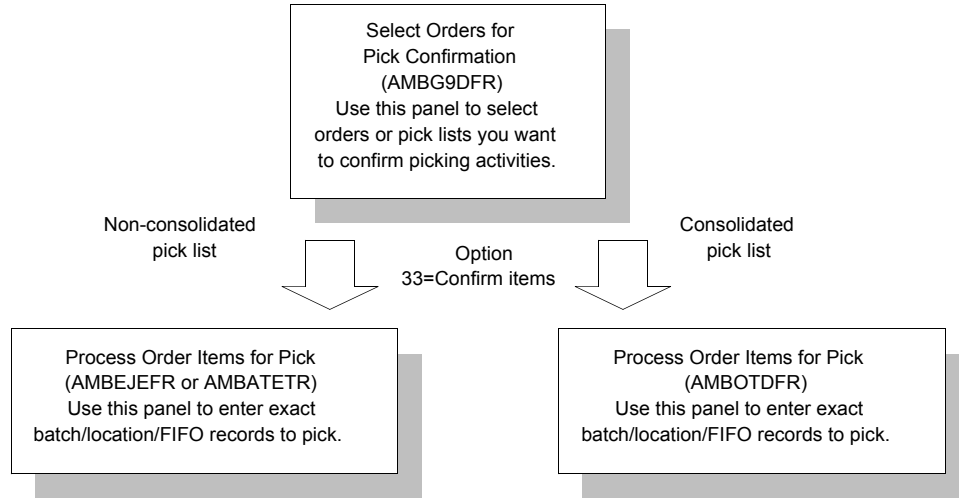 Select Orders for
Pick Confirmation
(AMBG9DFR)
Use this panel to select
orders or pick lists you want
to confirm picking activities.
Non-consolidated
pick list
Option
33=Confirm items
Consolidated
pick list
Process Order Items for Pick
(AMBEJEFR or AMBATETR)
Use this panel to enter exact
batch/location/FIFO records to pick.
Process Order Items for Pick
(AMBOTDFR)
Use this panel to enter exact
batch/location/FIFO records to pick.